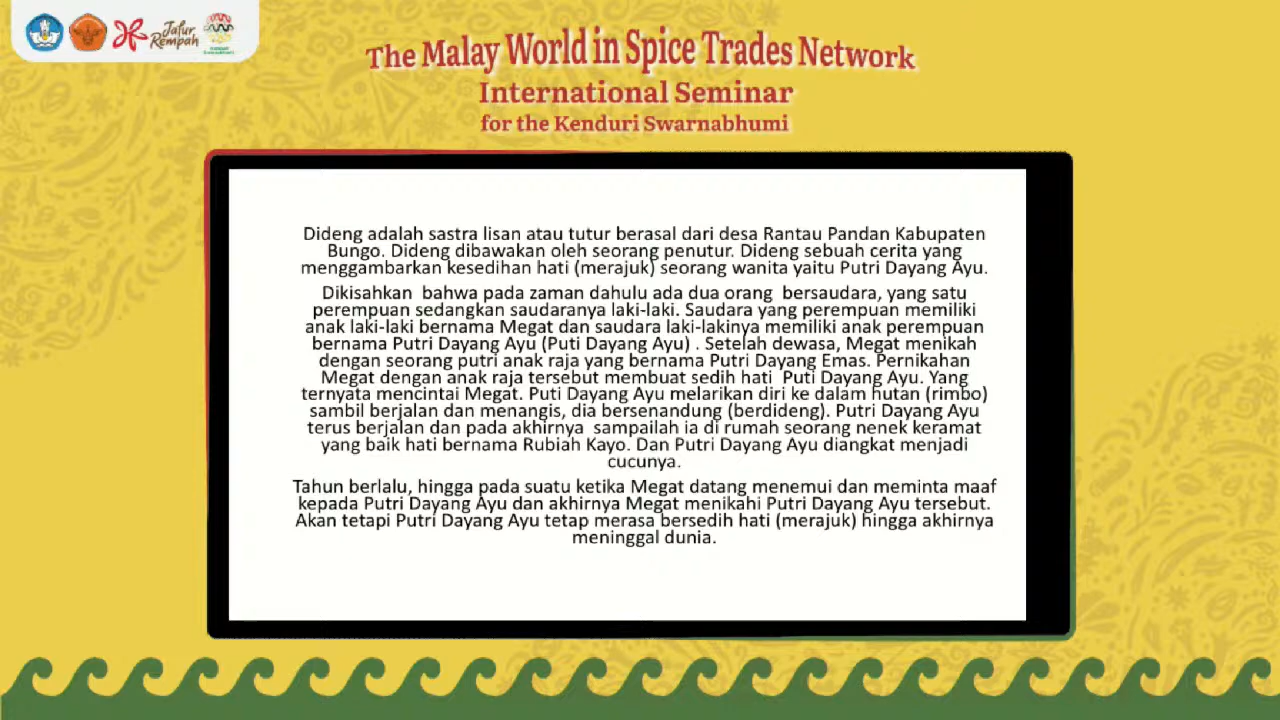 Jalur
Rempah
The Malay World in Spice Trades Network
International Seminar
for the Kenduri Swarnabhumi
Dideng adalah sastra lisan atau tutur berasal dari desa Rantau Pandan Kabupaten
Bungo. Dideng dibawakan oleh seorang penutur. Dideng sebuah cerita yang
menggambarkan kesedihan hati (merajuk) seorang wanita yaitu Putri Dayang Ayu.
Dikisahkan bahwa pada zaman dahulu ada dua orang bersaudara, yang satu
perempuan sedangkan saudaranya laki-laki. Saudara yang perempuan memiliki
anak laki-laki bernama Megat dan saudara laki-lakinya memiliki anak perempuan
bernama Putri Dayang Ayu (Puti Dayang Ayu) . Setelah dewasa, Megat menikah
dengan seorang putri anak raja yang bernama Putri Dayang Emas. Pernikahan
Megat dengan anak raja tersebut membuat sedih hati Puti Dayang Ayu. Yang
ternyata mencintai Megat. Puti Dayang Ayu melarikan diri ke dalam hutan (rimbo)
sambil berjalan dan menangis, dia bersenandung (berdideng). Putri Dayang Ayu
terus berjalan dan pada akhirnya sampailah ia di rumah seorang nenek keramat
yang baik hati bernama Rubiah Kayo. Dan Putri Dayang Ayu diangkat menjadi
cucunya.
Tahun berlalu, hingga pada suatu ketika Megat datang menemui dan meminta maaf
kepada Putri Dayang Ayu dan akhirnya Megat menikahi Putri Dayang Ayu tersebut.
Akan tetapi Putri Dayang Ayu tetap merasa bersedih hati (merajuk) hingga akhirnya
meninggal dunia.